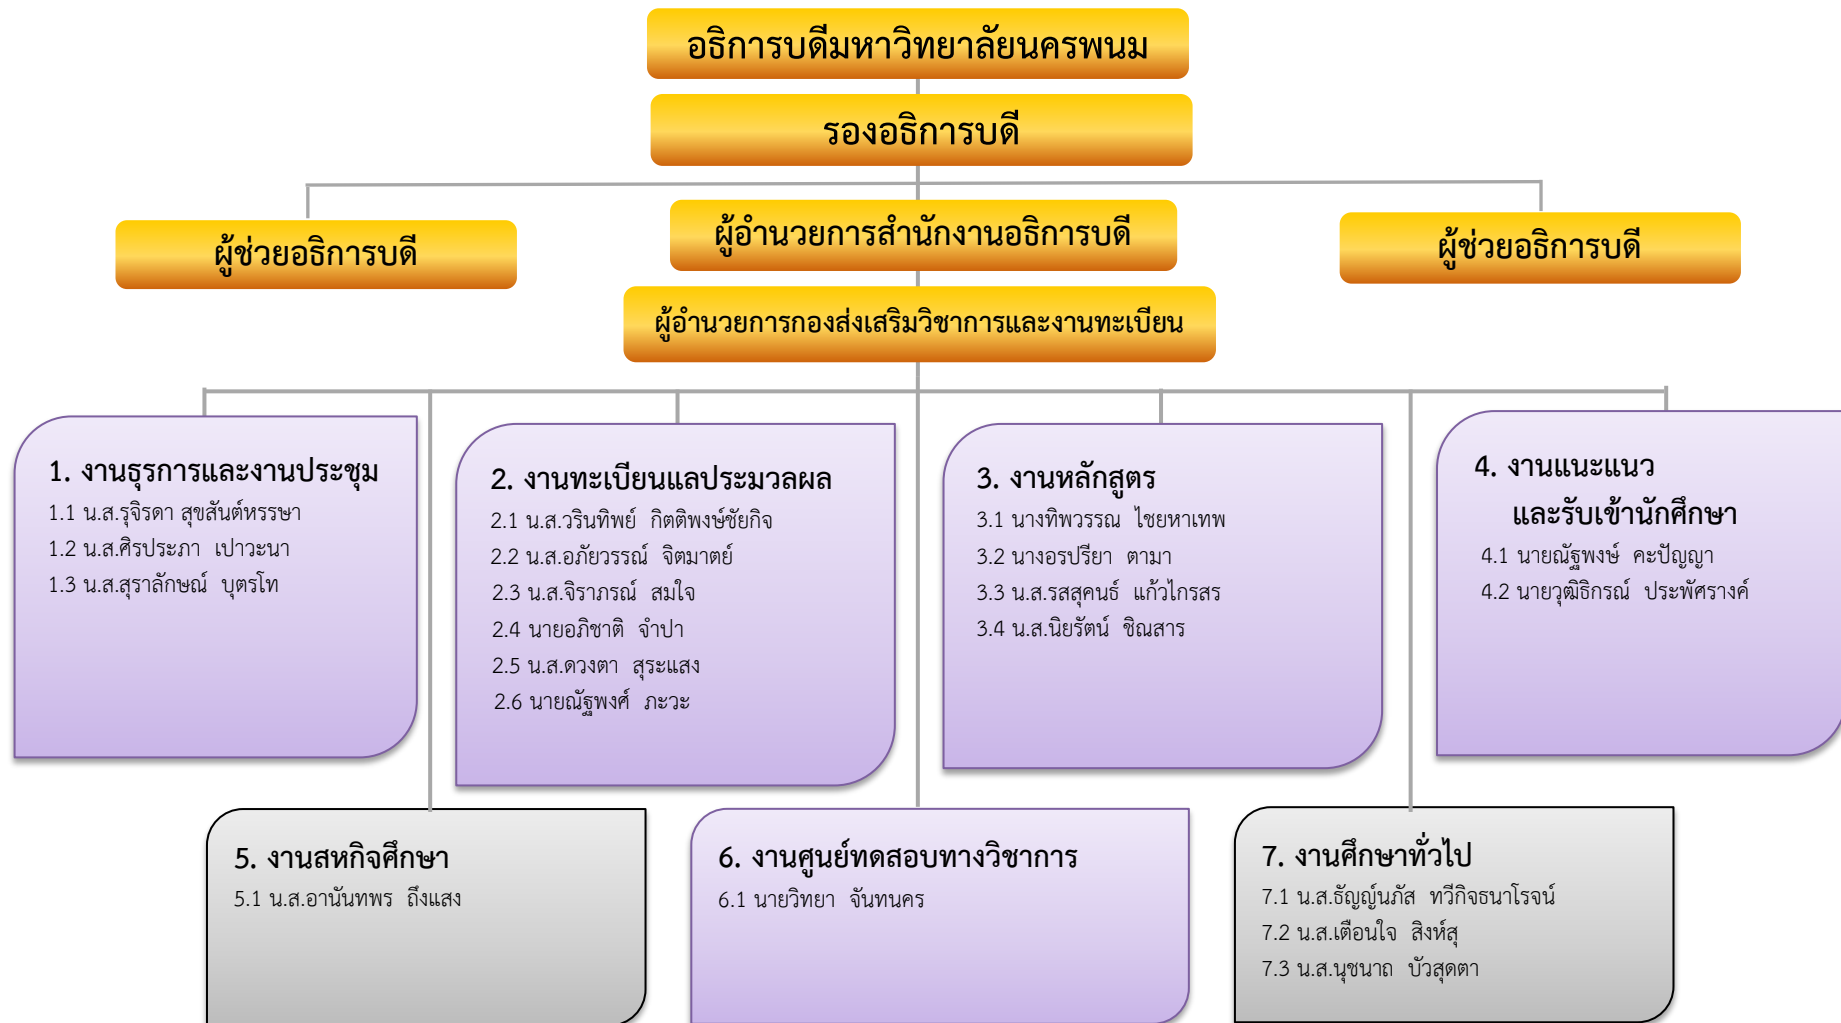 อธิการบดีมหาวิทยาลัยนครพนม
รองอธิการบดี
ผู้ช่วยอธิการบดี
ผู้อำนวยการสำนักงานอธิการบดี
ผู้ช่วยอธิการบดี
ผู้อำนวยการกองส่งเสริมวิชาการและงานทะเบียน
1. งานธุรการและงานประชุม
1.1 น.ส.รุจิรดา สุขสันต์หรรษา
1.2 น.ส.ศิรประภา เปาวะนา
1.3 น.ส.สุราลักษณ์ บุตรโท
2. งานทะเบียนแลประมวลผล
2.1 น.ส.วรินทิพย์ กิตติพงษ์ชัยกิจ
2.2 น.ส.อภัยวรรณ์ จิตมาตย์
2.3 น.ส.จิราภรณ์ สมใจ
2.4 นายอภิชาติ จำปา
2.5 น.ส.ดวงตา สุระแสง
2.6 นายณัฐพงศ์ ภะวะ
3. งานหลักสูตร
3.1 นางทิพวรรณ ไชยหาเทพ
3.2 นางอรปรียา ตามา
3.3 น.ส.รสสุคนธ์ แก้วไกรสร
3.4 น.ส.นิยรัตน์ ชิณสาร
4. งานแนะแนว
และรับเข้านักศึกษา
4.1 นายณัฐพงษ์ คะปัญญา
4.2 นายวุฒิธิกรณ์ ประพัศรางค์
5. งานสหกิจศึกษา
5.1 น.ส.อานันทพร ถึงแสง
6. งานศูนย์ทดสอบทางวิชาการ
6.1 นายวิทยา จันทนคร
7. งานศึกษาทั่วไป
7.1 น.ส.ธัญญ์นภัส ทวีกิจธนาโรจน์
7.2 น.ส.เตือนใจ สิงห์สุ
7.3 น.ส.นุชนาถ บัวสุดตา